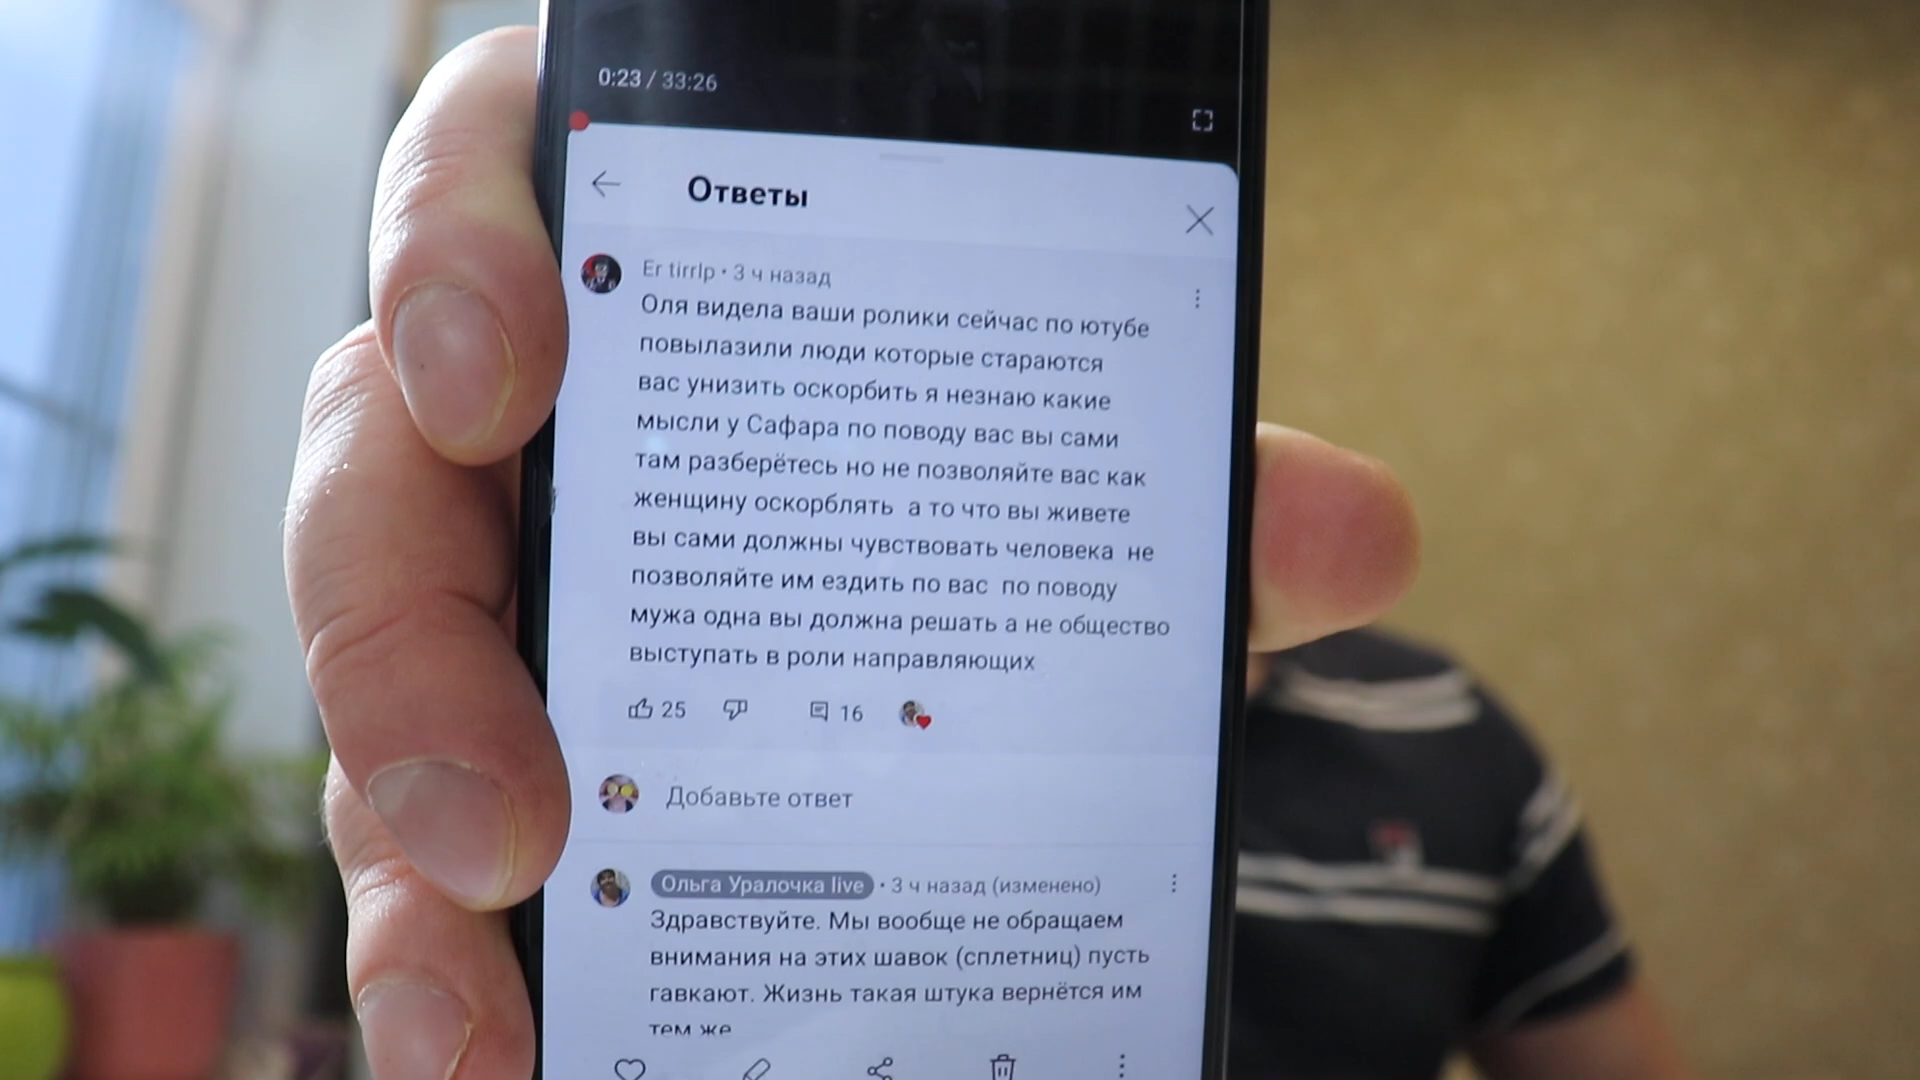 0:23 / 33:26
Ответы
Er tirrlp • 3 ч назад
Оля видела ваши ролики сейчас по ютубе
повылазили люди которые стараются
вас унизить оскорбить я незнаю какие
мысли у Сафара по поводу вас вы сами
там разберётесь но не позволяйте вас как
женщину оскорблять а то что вы живете
вы сами должны чувствовать человека не
позволяйте им ездить по вас по поводу
мужа одна вы должна решать а не общество
выступать в роли направляющих
25 16
Добавьте ответ
Ольга Уралочка live • 3 ч назад (изменено)
Здравствуйте. Мы вообще не обращаем
внимания на этих шавок (сплетниц) пусть
гавкают. Жизнь такая штука вернётся им
тем же